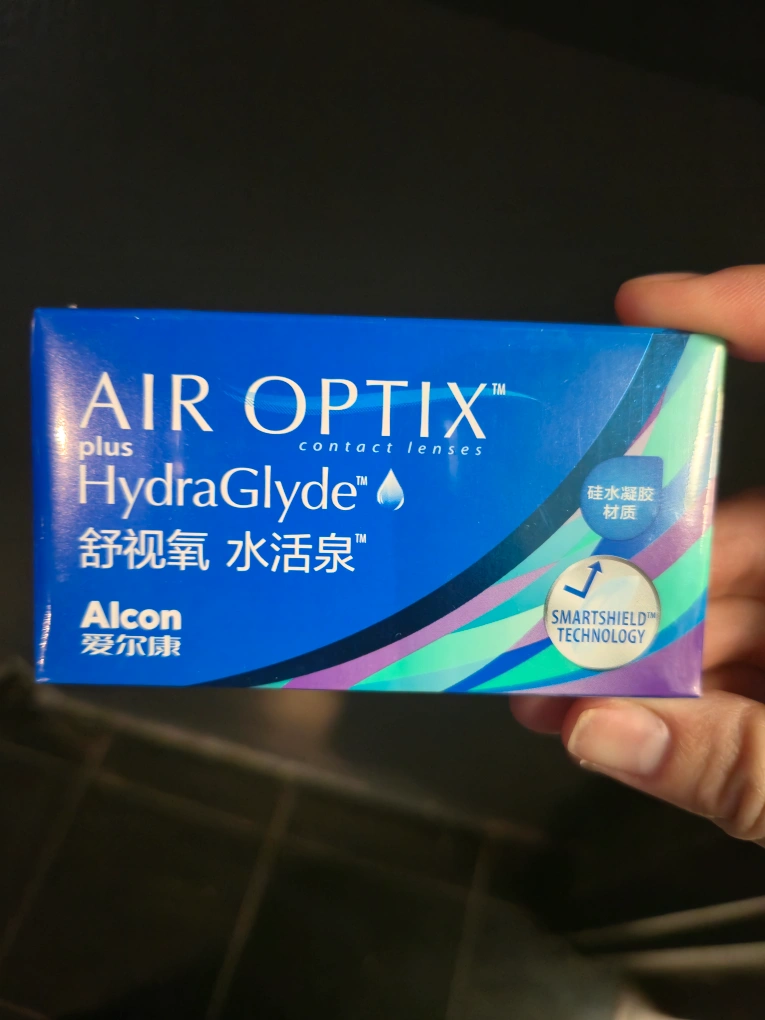 AIR OPTIX™
plus
contact lenses
HydraGlyde™
舒视氧 水活泉™
Alcon
爱尔康
硅水凝胶
材质
SMARTSHIELD™
TECHNOLOGY